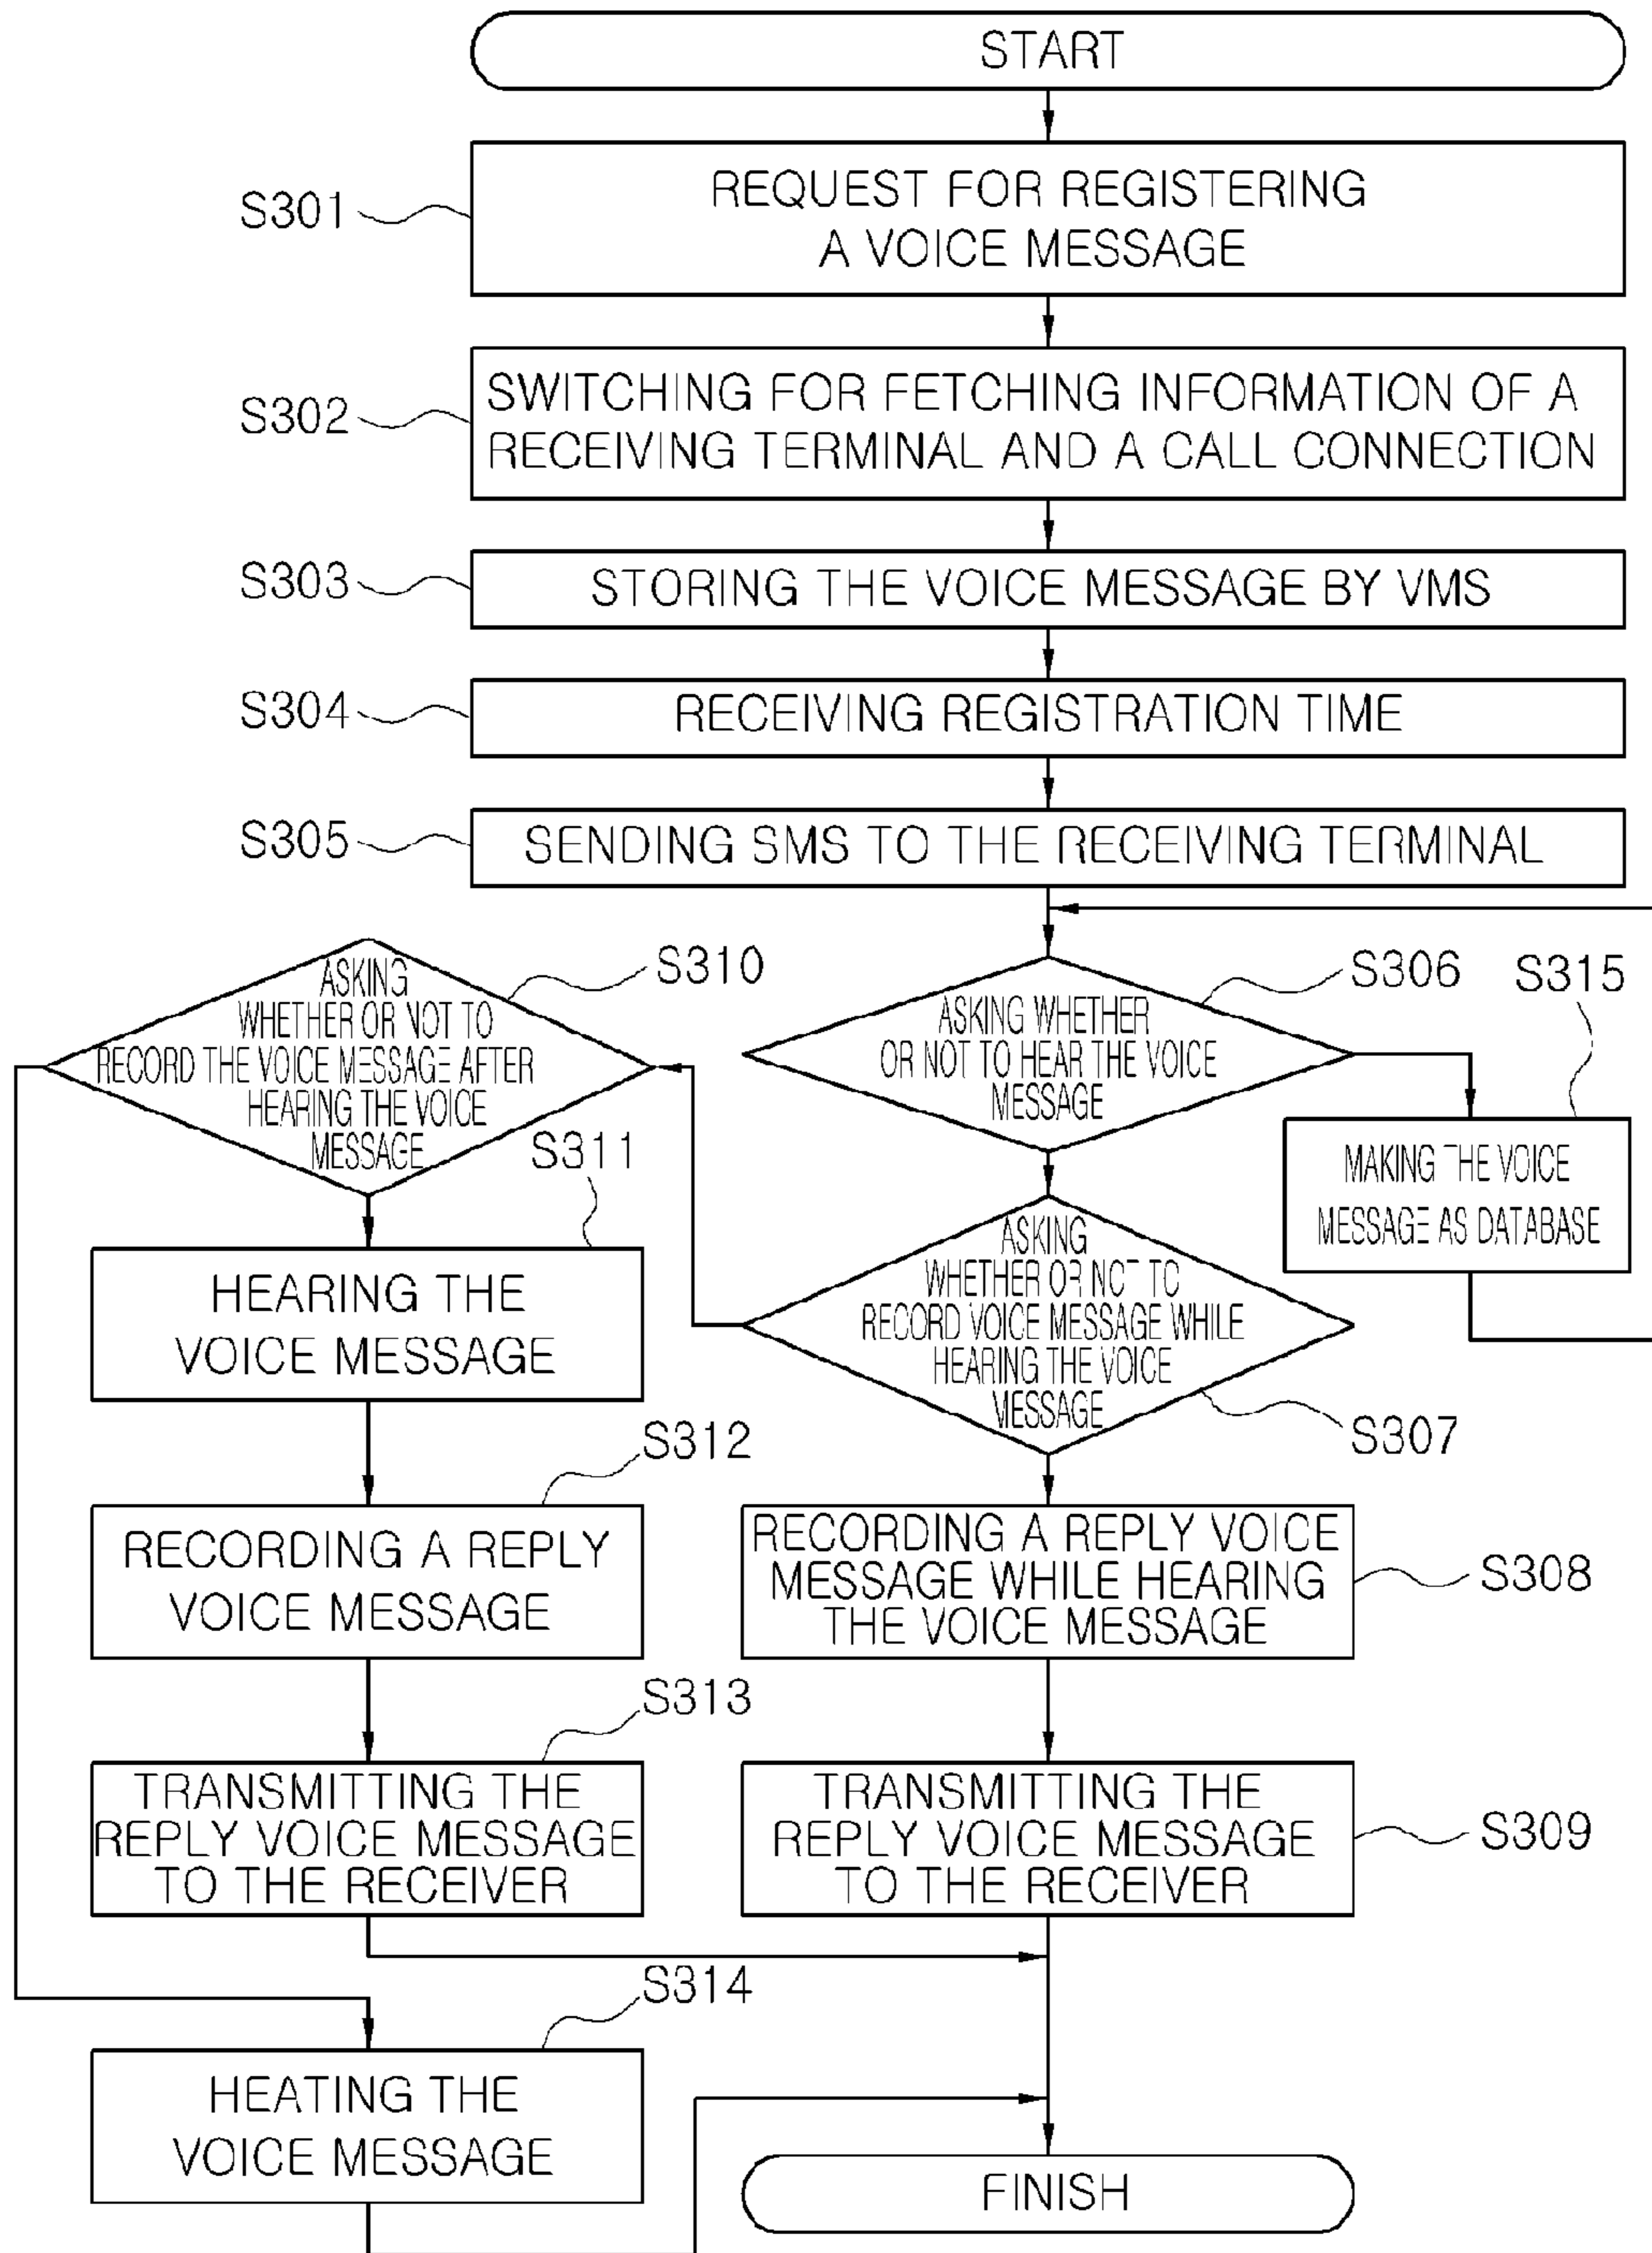 START
S301
REQUEST FOR REGISTERING
A VOICE MESSAGE
S302
SWITCHING FOR FETCHING INFORMATION OF A
RECEIVING TERMINAL AND A CALL CONNECTION
S303
STORING THE VOICE MESSAGE BY VMS
S304
RECEIVING REGISTRATION TIME
S305
SENDING SMS TO THE RECEIVING TERMINAL
S310
ASKING
WHETHER OR NOT TO
RECORD THE VOICE MESSAGE AFTER
HEARING THE VOICE
MESSAGE
S306
ASKING WHETHER
OR NOT TO HEAR THE VOICE
MESSAGE
S315
MAKING THE VOICE
MESSAGE AS DATABASE
S311
HEARING THE
VOICE MESSAGE
ASKING
WHETHER OR NOT TO
RECORD VOICE MESSAGE WHILE
HEARING THE VOICE
MESSAGE
S307
S312
RECORDING A REPLY
VOICE MESSAGE
RECORDING A REPLY VOICE
MESSAGE WHILE HEARING
THE VOICE MESSAGE
S308
S313
TRANSMITTING THE
REPLY VOICE MESSAGE
TO THE RECEIVER
TRANSMITTING THE
REPLY VOICE MESSAGE
TO THE RECEIVER
S309
S314
HEATING THE
VOICE MESSAGE
FINISH